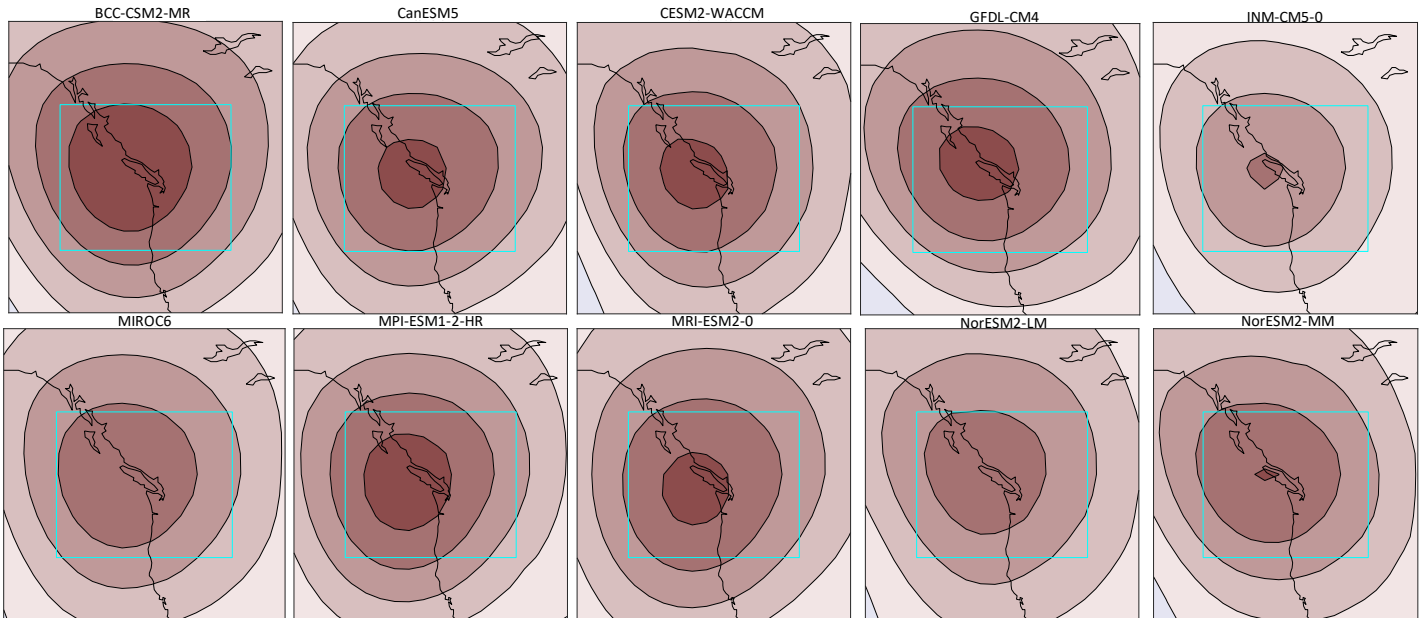 BCC-CSM2-MR
CanESM5
CESM2-WACCM
GFDL-CM4
INM-CM5-0
MIROC6
MPI-ESM1-2-HR
MRI-ESM2-0
NorESM2-LM
NorESM2-MM